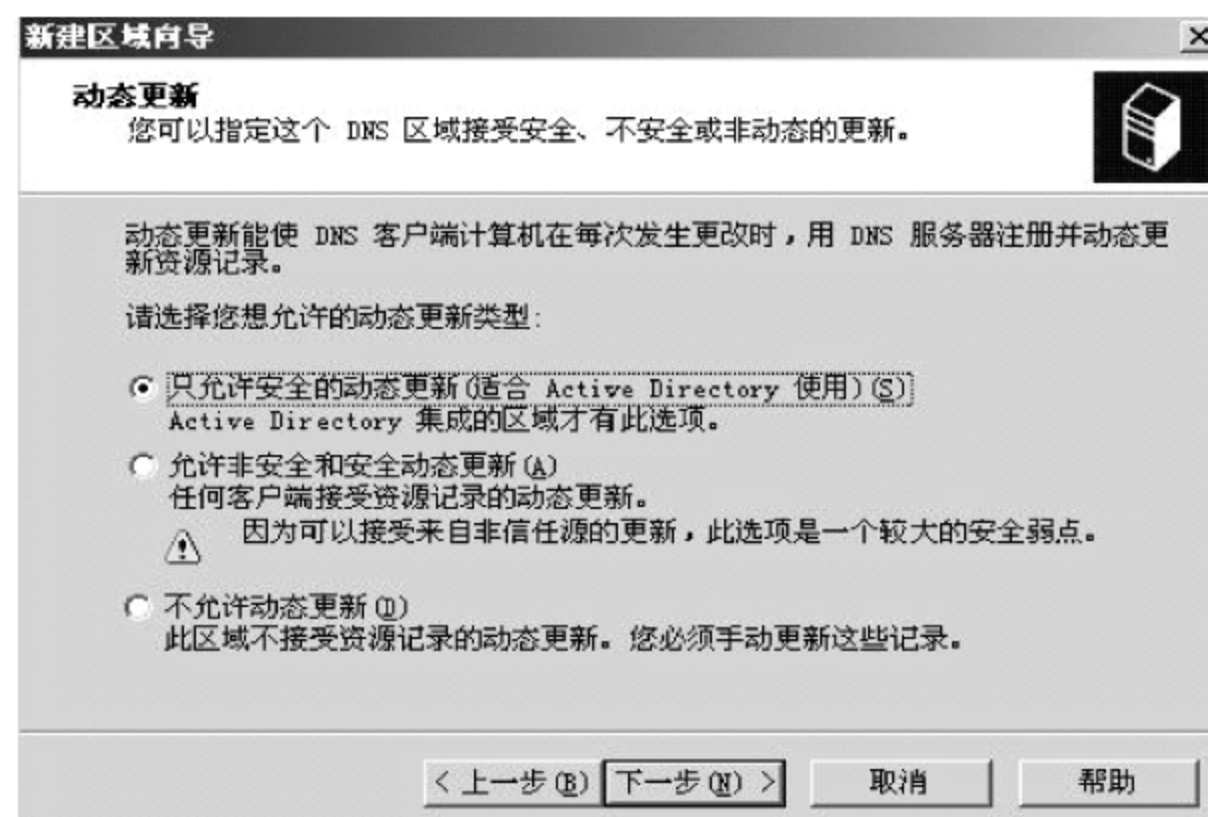 新建区域向导
动态更新
您可以指定这个 DNS 区域接受安全、不安全或非动态的更新。
动态更新能使 DNS 客户端计算机在每次发生更改时，用 DNS 服务器注册并动态更
新资源记录。
请选择您想允许的动态更新类型:
只允许安全的动态更新(适合 Active Directory 使用)(S)
Active Directory 集成的区域才有此选项。
允许非安全和安全动态更新(A)
任何客户端接受资源记录的动态更新。
因为可以接受来自非信任源的更新，此选项是一个较大的安全弱点。
不允许动态更新(D)
此区域不接受资源记录的动态更新。您必须手动更新这些记录。
< 上一步(B) 下一步(N) > 取消 帮助